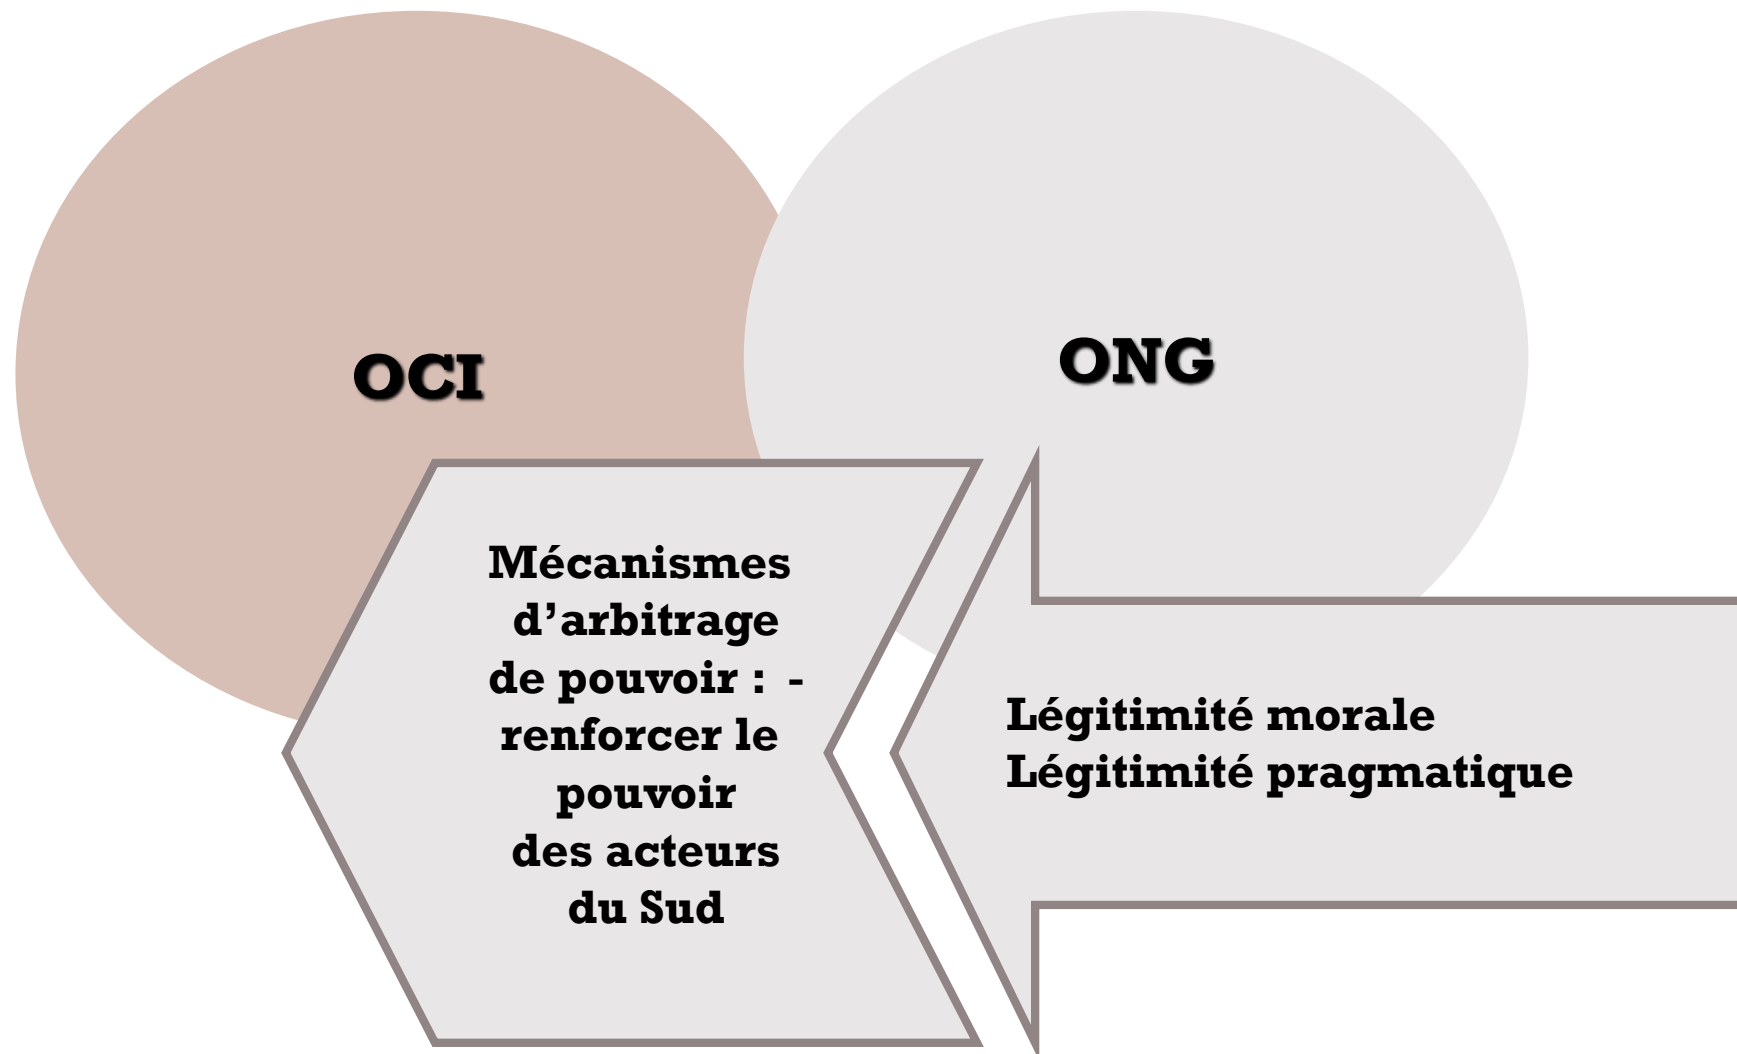 OCI
ONG
Mécanismes
d’arbitrage
de pouvoir : -
renforcer le
pouvoir
des acteurs
du Sud
Légitimité morale
Légitimité pragmatique